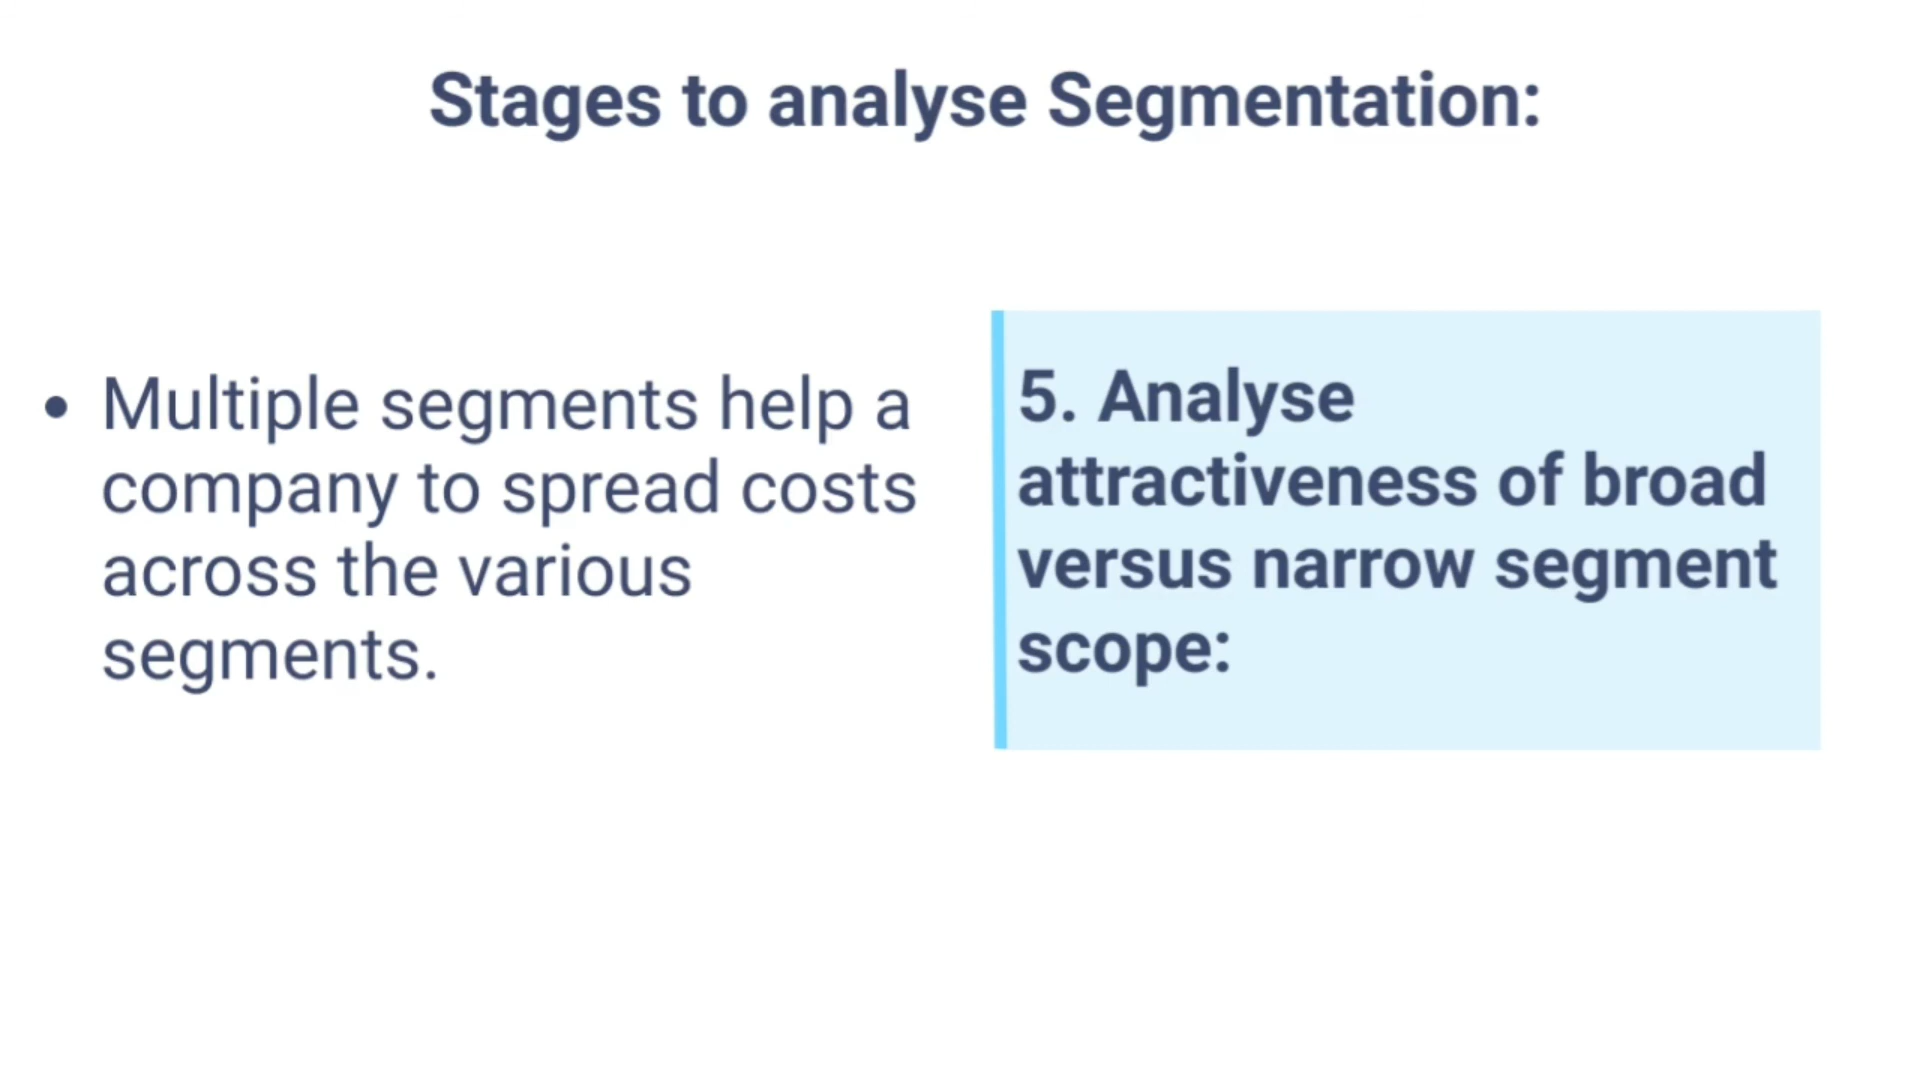 Stages to analyse Segmentation:
• Multiple segments help a
company to spread costs
across the various
segments.
5. Analyse
attractiveness of broad
versus narrow segment
scope: